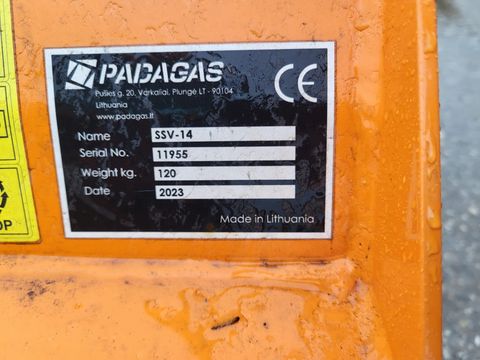 PADAGAS
Pušies g. 20, Varkaliai, Plungė LT - 90104
Lithuania
www.padagas.lt
Name SSV-14
Serial No. 11955
Weight kg. 120
Date 2023
Made in Lithuania
CE
OP